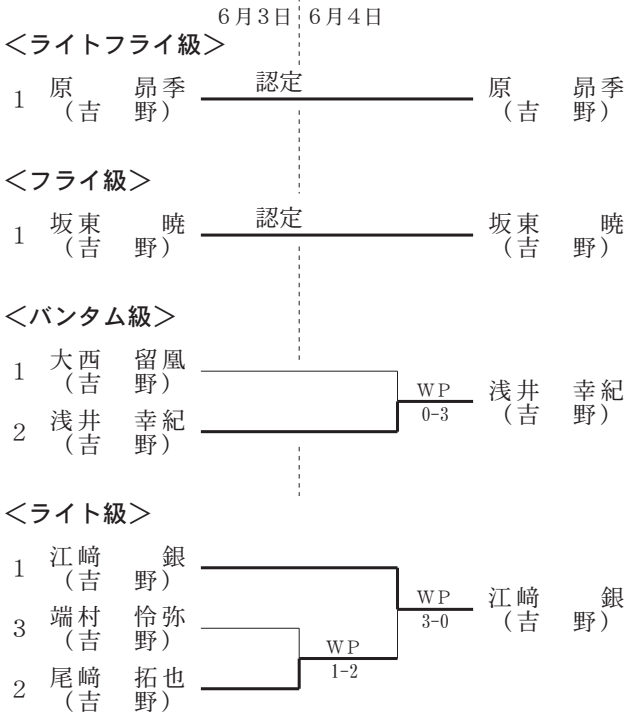 6月3日 6月4日
＜ライトフライ級＞
1 原 昴季 認定 原 昴季
（吉 野） （吉 野）
＜フライ級＞
1 坂東 暁 認定 坂東 暁
（吉 野） （吉 野）
＜バンタム級＞
1 大西 留凰
（吉 野）
WP 浅井 幸紀
0-3 （吉 野）
2 浅井 幸紀
（吉 野）
＜ライト級＞
1 江﨑 銀
（吉 野）
WP 江﨑 銀
3-0 （吉 野）
3 端村 怜弥
（吉 野）
WP
1-2
2 尾﨑 拓也
（吉 野）